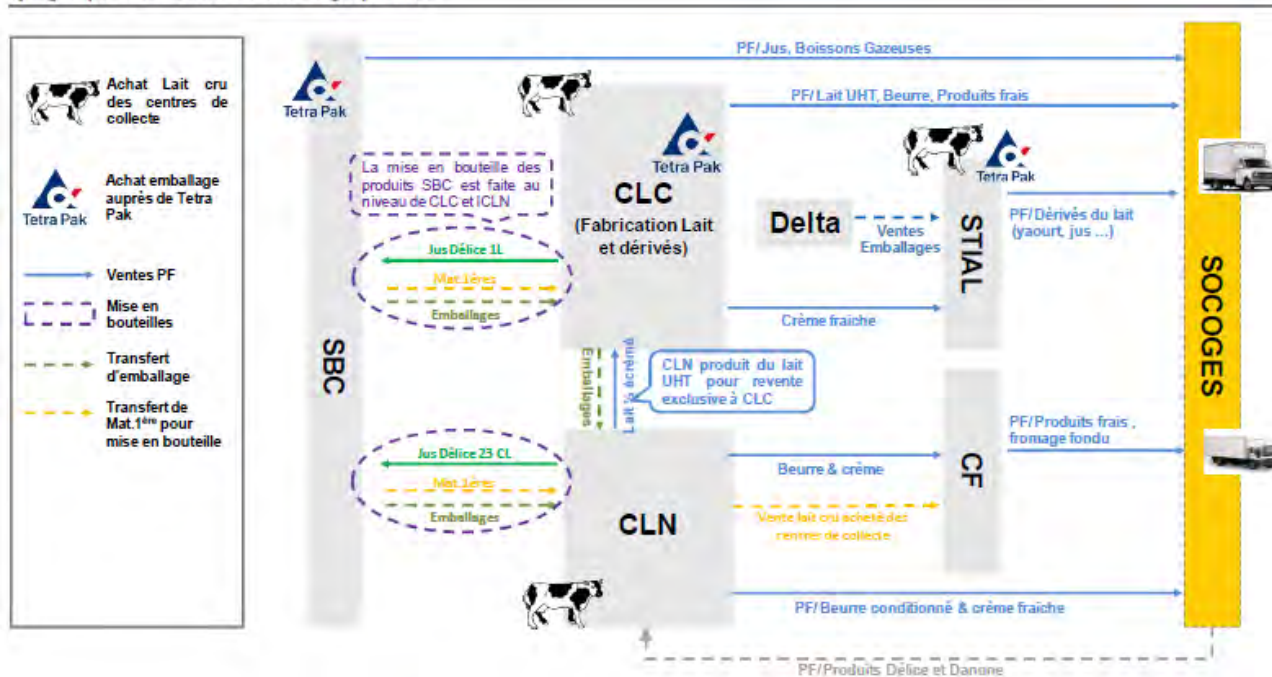 Achat Lait cru
des centres de
collecte
Tetra Pak
Achat emballage
auprès de Tetra
Pak
Ventes PF
Mise en
bouteilles
Transfert
d'emballage
Transfert de
Mat.1ère pour
mise en bouteille
Tetra Pak
SBC
PF/Jus, Boissons Gazeuses
La mise en bouteille des
produits SBC est faite au
niveau de CLC et lCLN
Jus Délice 1L
Mat.1ères
Emballages
Tetra Pak
CLC
(Fabrication Lait
et dérivés)
PF/Lait UHT, Beurre, Produits frais
Delta
Ventes
Emballages
Tetra Pak
STIAL
PF/Dérivés du lait
(yaourt, jus ...)
Crème fraiche
Emballages
Lait ½ écrémé
CLN produit du lait
UHT pour revente
exclusive à CLC
SOCOGES
Jus Délice 23 CL
Mat.1ères
Emballages
CLN
Beurre & crème
Vente lait cru acheté des
centres de collecte
CF
PF/Produits frais ,
fromage fondu
PF/Beurre conditionné & crème fraîche
PF/Produits Délice et Danone